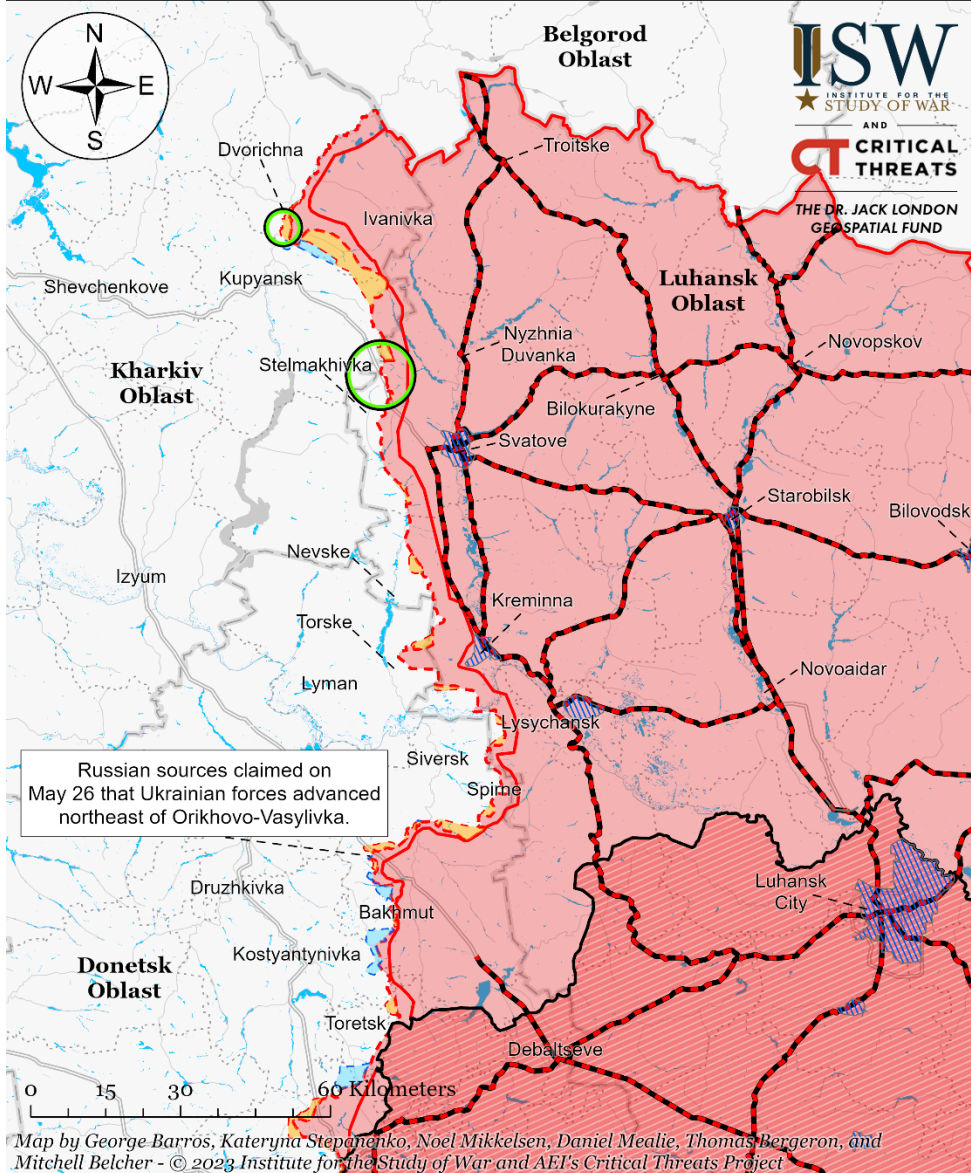 N
W
E
S
Belgorod
Oblast
ISW
INSTITUTE FOR THE
STUDY OF WAR
AND
CT CRITICAL
THREATS
THE DR. JACK LONDON
GEOSPATIAL FUND
Dvorichna
Troitske
Ivanivka
Kupyansk
Shevchenkove
Luhansk
Oblast
Nyzhnia
Duvanka
Novopskov
Stelmakhivka
Kharkiv
Oblast
Bilokurakyne
Svatove
Starobilsk
Bilovodsk
Nevske
Izyum
Kreminna
Torske
Novoaidar
Lyman
Lysychansk
Siversk
Spirne
Russian sources claimed on
May 26 that Ukrainian forces advanced
northeast of Orikhovo-Vasylivka.
Luhansk
City
Druzhkivka
Bakhmut
Kostyantynivka
Donetsk
Oblast
Toretsk
Debaltseve
0 15 30 60 Kilometers
Map by George Barros, Kateryna Stepanenko, Noel Mikkelsen, Daniel Mealie, Thomas Bergeron, and
Mitchell Belcher - © 2023 Institute for the Study of War and AEI's Critical Threats Project